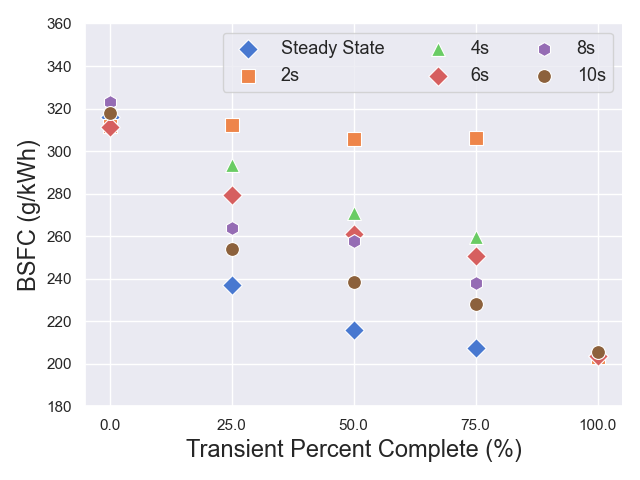 360
340
320
300
280
260
240
220
200
180
BSFC (g/kWh)
Steady State
2s
4s
6s
8s
10s
0.0 25.0 50.0 75.0 100.0
Transient Percent Complete (%)